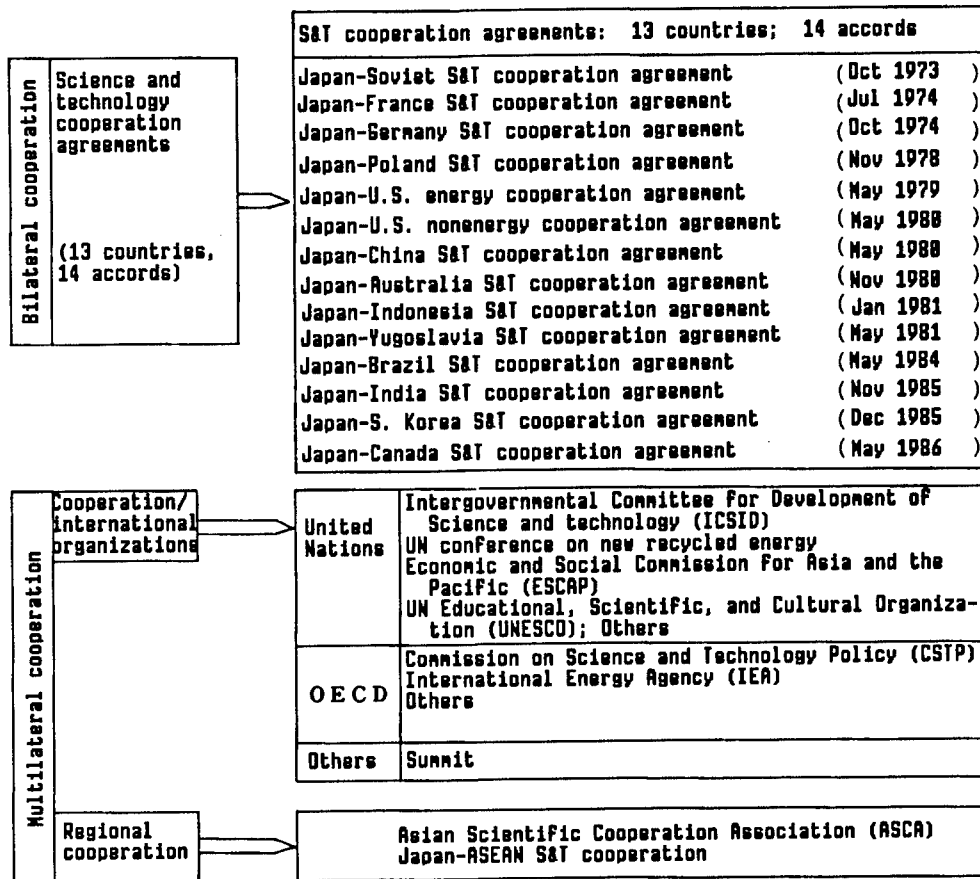 S&T cooperation agreements: 13 countries; 14 accords
Bilateral cooperation
Science and
technology
cooperation
agreements
(13 countries,
14 accords)
Japan-Soviet S&T cooperation agreement (Oct 1973 )
Japan-France S&T cooperation agreement (Jul 1974 )
Japan-Germany S&T cooperation agreement (Oct 1974 )
Japan-Poland S&T cooperation agreement (Nov 1978 )
Japan-U.S. energy cooperation agreement (May 1979 )
Japan-U.S. nonenergy cooperation agreement (May 1980 )
Japan-China S&T cooperation agreement (May 1980 )
Japan-Australia S&T cooperation agreement (Nov 1980 )
Japan-Indonesia S&T cooperation agreement (Jan 1981 )
Japan-Yugoslavia S&T cooperation agreement (May 1981 )
Japan-Brazil S&T cooperation agreement (May 1984 )
Japan-India S&T cooperation agreement (Nov 1985 )
Japan-S. Korea S&T cooperation agreement (Dec 1985 )
Japan-Canada S&T cooperation agreement (May 1986 )
Multilateral cooperation
Cooperation/
international
organizations
United
Nations
Intergovernmental Committee for Development of
Science and technology (ICSID)
UN conference on new recycled energy
Economic and Social Commission for Asia and the
Pacific (ESCAP)
UN Educational, Scientific, and Cultural Organiza-
tion (UNESCO); Others
OECD
Commission on Science and Technology Policy (CSTP)
International Energy Agency (IEA)
Others
Others
Summit
Regional
cooperation
Asian Scientific Cooperation Association (ASCA)
Japan-ASEAN S&T cooperation